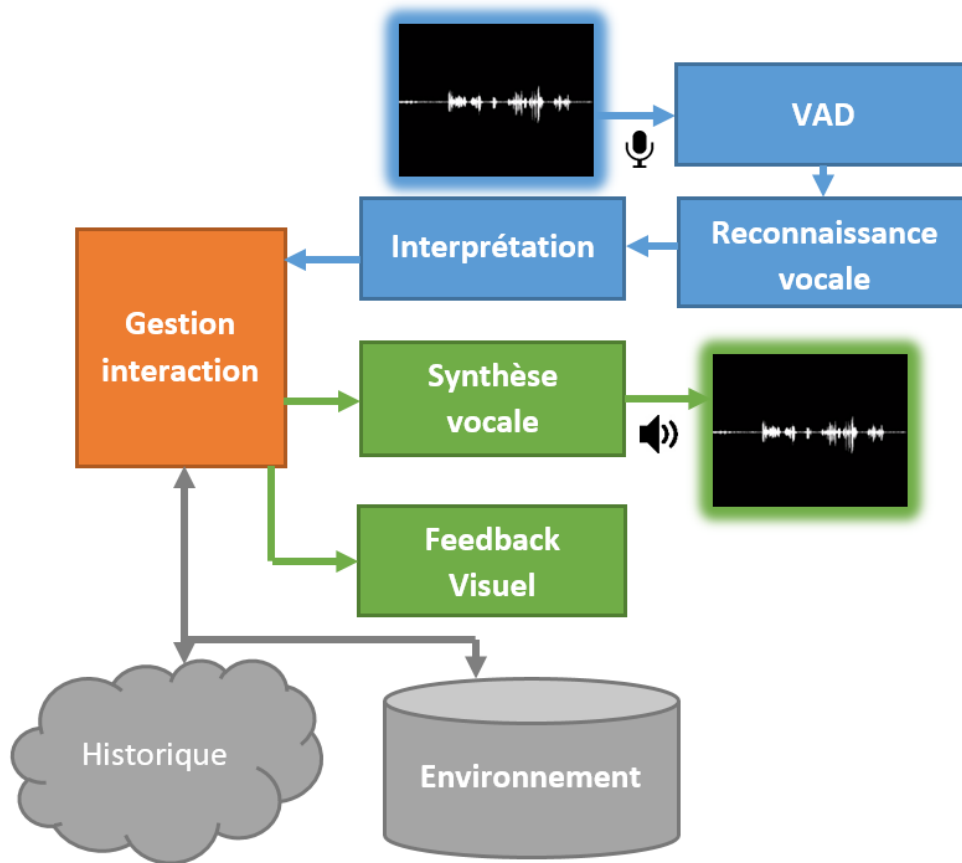 VAD
Reconnaissance
vocale
Interprétation
Gestion
interaction
Synthèse
vocale
Feedback
Visuel
Historique
Environnement